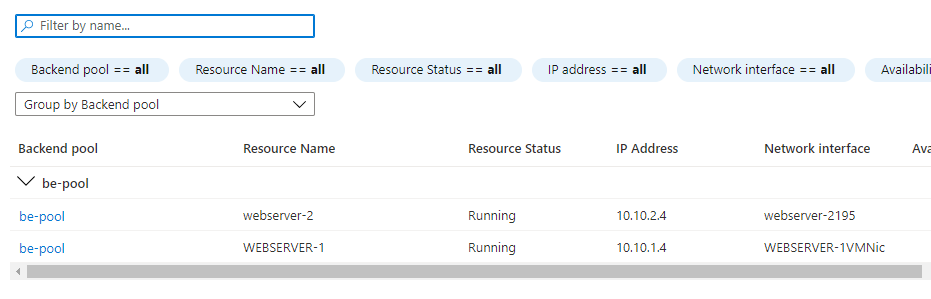 Filter by name...
Backend pool == all Resource Name == all Resource Status == all IP address == all Network interface == all Availabili
Group by Backend pool
Backend pool Resource Name Resource Status IP Address Network interface Ava
be-pool
be-pool webserver-2 Running 10.10.2.4 webserver-2195
be-pool WEBSERVER-1 Running 10.10.1.4 WEBSERVER-1VMNic